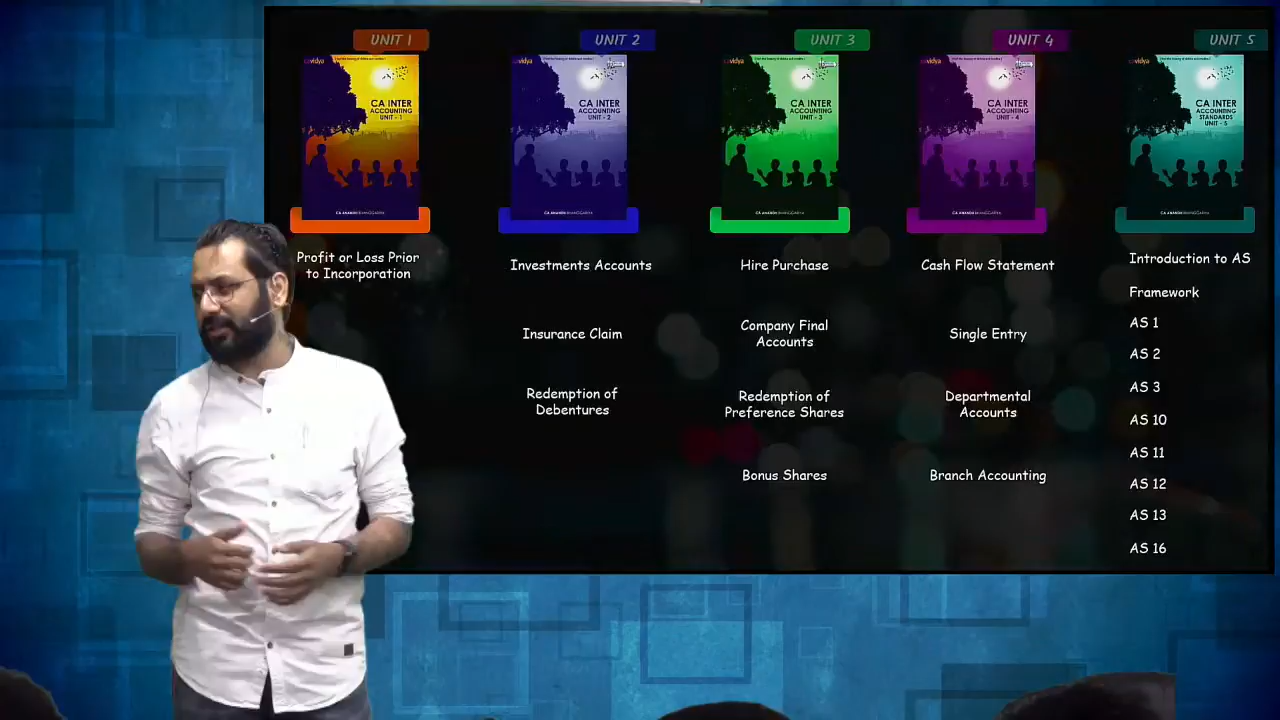 UNIT 1
UNIT 2
UNIT 3
UNIT 4
UNIT 5
CA INTER
ACCOUNTING
UNIT - 1
CA INTER
ACCOUNTING
UNIT - 2
CA INTER
ACCOUNTING
UNIT - 3
CA INTER
ACCOUNTING
UNIT - 4
CA INTER
ACCOUNTING
STANDARDS
UNIT - 5
Profit or Loss Prior
to Incorporation
Investments Accounts
Insurance Claim
Redemption of
Debentures
Hire Purchase
Company Final
Accounts
Redemption of
Preference Shares
Bonus Shares
Cash Flow Statement
Single Entry
Departmental
Accounts
Branch Accounting
Introduction to AS
Framework
AS 1
AS 2
AS 3
AS 10
AS 11
AS 12
AS 13
AS 16